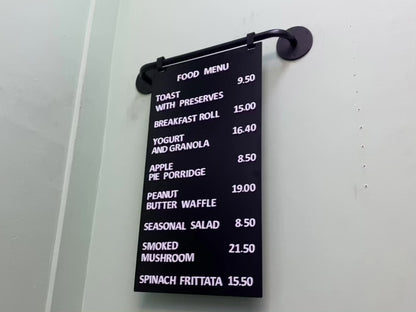 FOOD MENU
TOAST 9.50
WITH PRESERVES
BREAKFAST ROLL 15.00
YOGURT 16.40
AND GRANOLA
APPLE 8.50
PIE PORRIDGE
PEANUT 19.00
BUTTER WAFFLE
SEASONAL SALAD 8.50
SMOKED 21.50
MUSHROOM
SPINACH FRITTATA 15.50